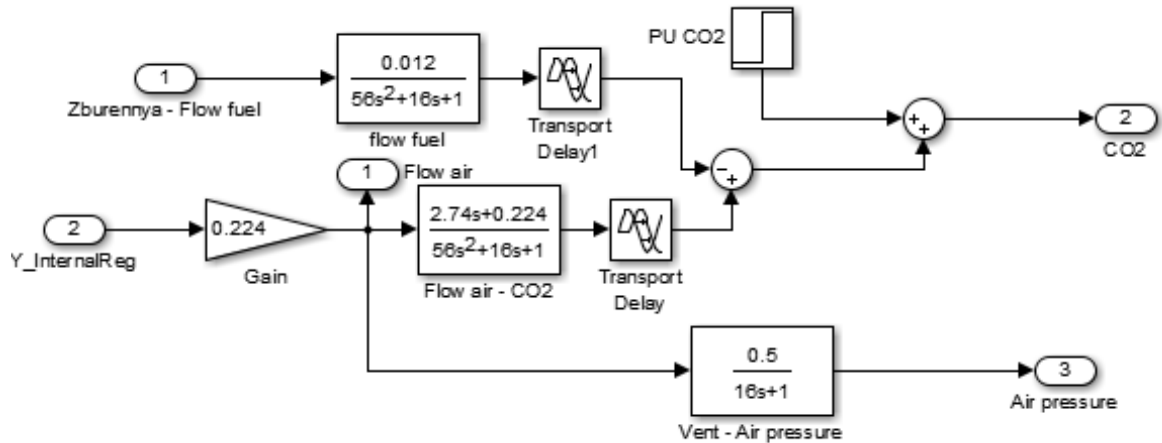 PU CO2
0.012
56s2+16s+1
1
Zburennya - Flow fuel
flow fuel
Transport
Delay1
+
+
2
CO2
1
Flow air
-
+
2
Y_InternalReg
0.224
Gain
2.74s+0.224
56s2+16s+1
Flow air - CO2
Transport
Delay
0.5
16s+1
Vent - Air pressure
3
Air pressure